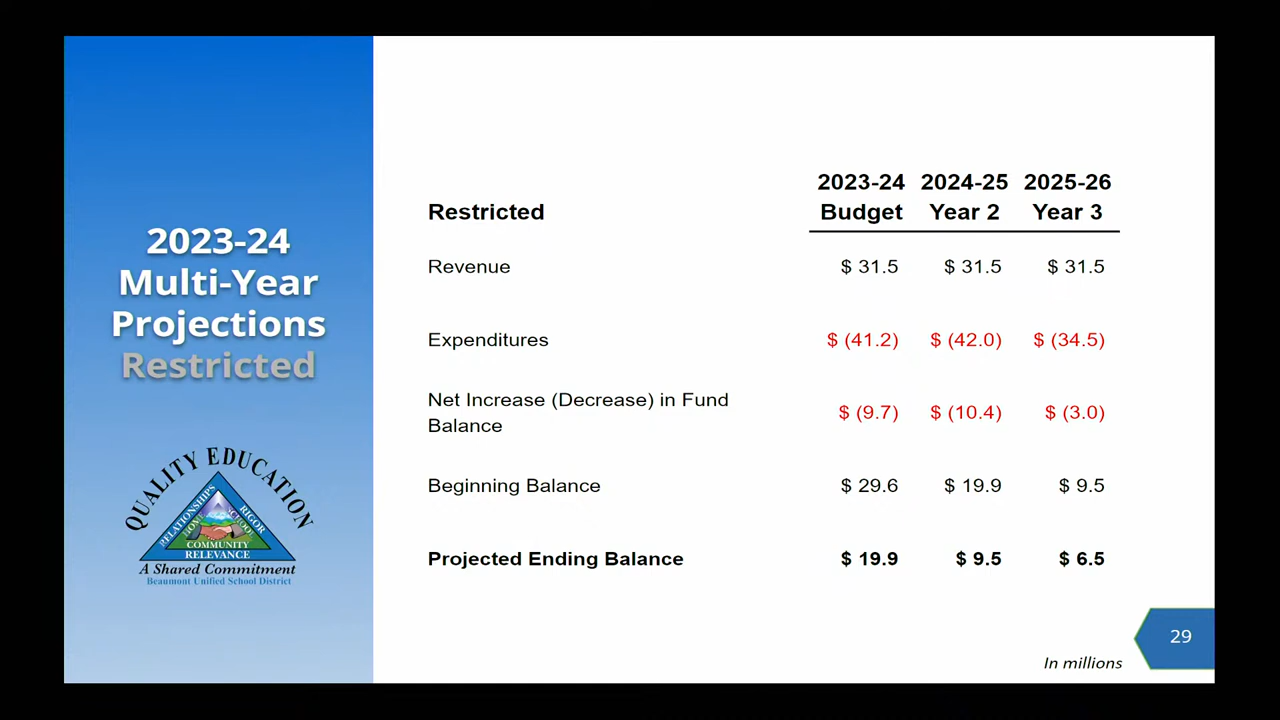 2023-24
Multi-Year
Projections
Restricted
QUALITY EDUCATION
RELATIONSHIPS
RIGOR
HOME
SCHOOL
COMMUNITY
RELEVANCE
A Shared Commitment
Beaumont Unified School District
2023-24 2024-25 2025-26
Restricted Budget Year 2 Year 3
Revenue $ 31.5 $ 31.5 $ 31.5
Expenditures $ (41.2) $ (42.0) $ (34.5)
Net Increase (Decrease) in Fund
Balance $ (9.7) $ (10.4) $ (3.0)
Beginning Balance $ 29.6 $ 19.9 $ 9.5
Projected Ending Balance $ 19.9 $ 9.5 $ 6.5
29
In millions